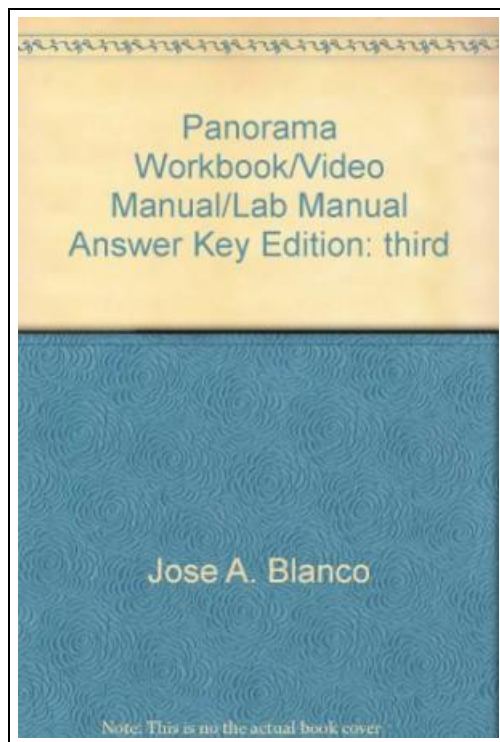 Panorama
Workbook/Video
Manual/Lab Manual
Answer Key Edition: third
Jose A. Blanco
Note: This is no the actual book cover